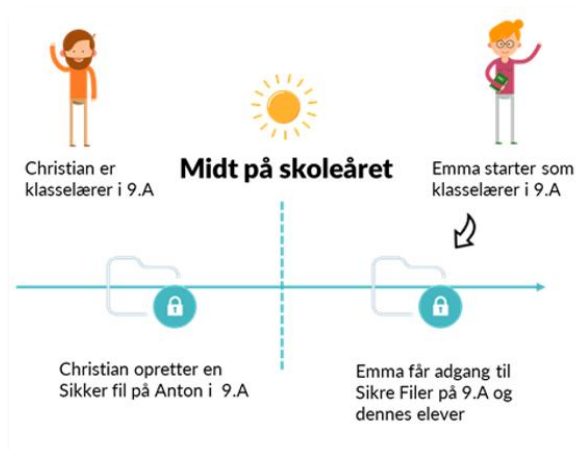 Christian er
klasselærer i 9.A
Midt på skoleåret
Emma starter som
klasselærer i 9.A
Christian opretter en
Sikker fil på Anton i 9.A
Emma får adgang til
Sikre Filer på 9.A og
dennes elever